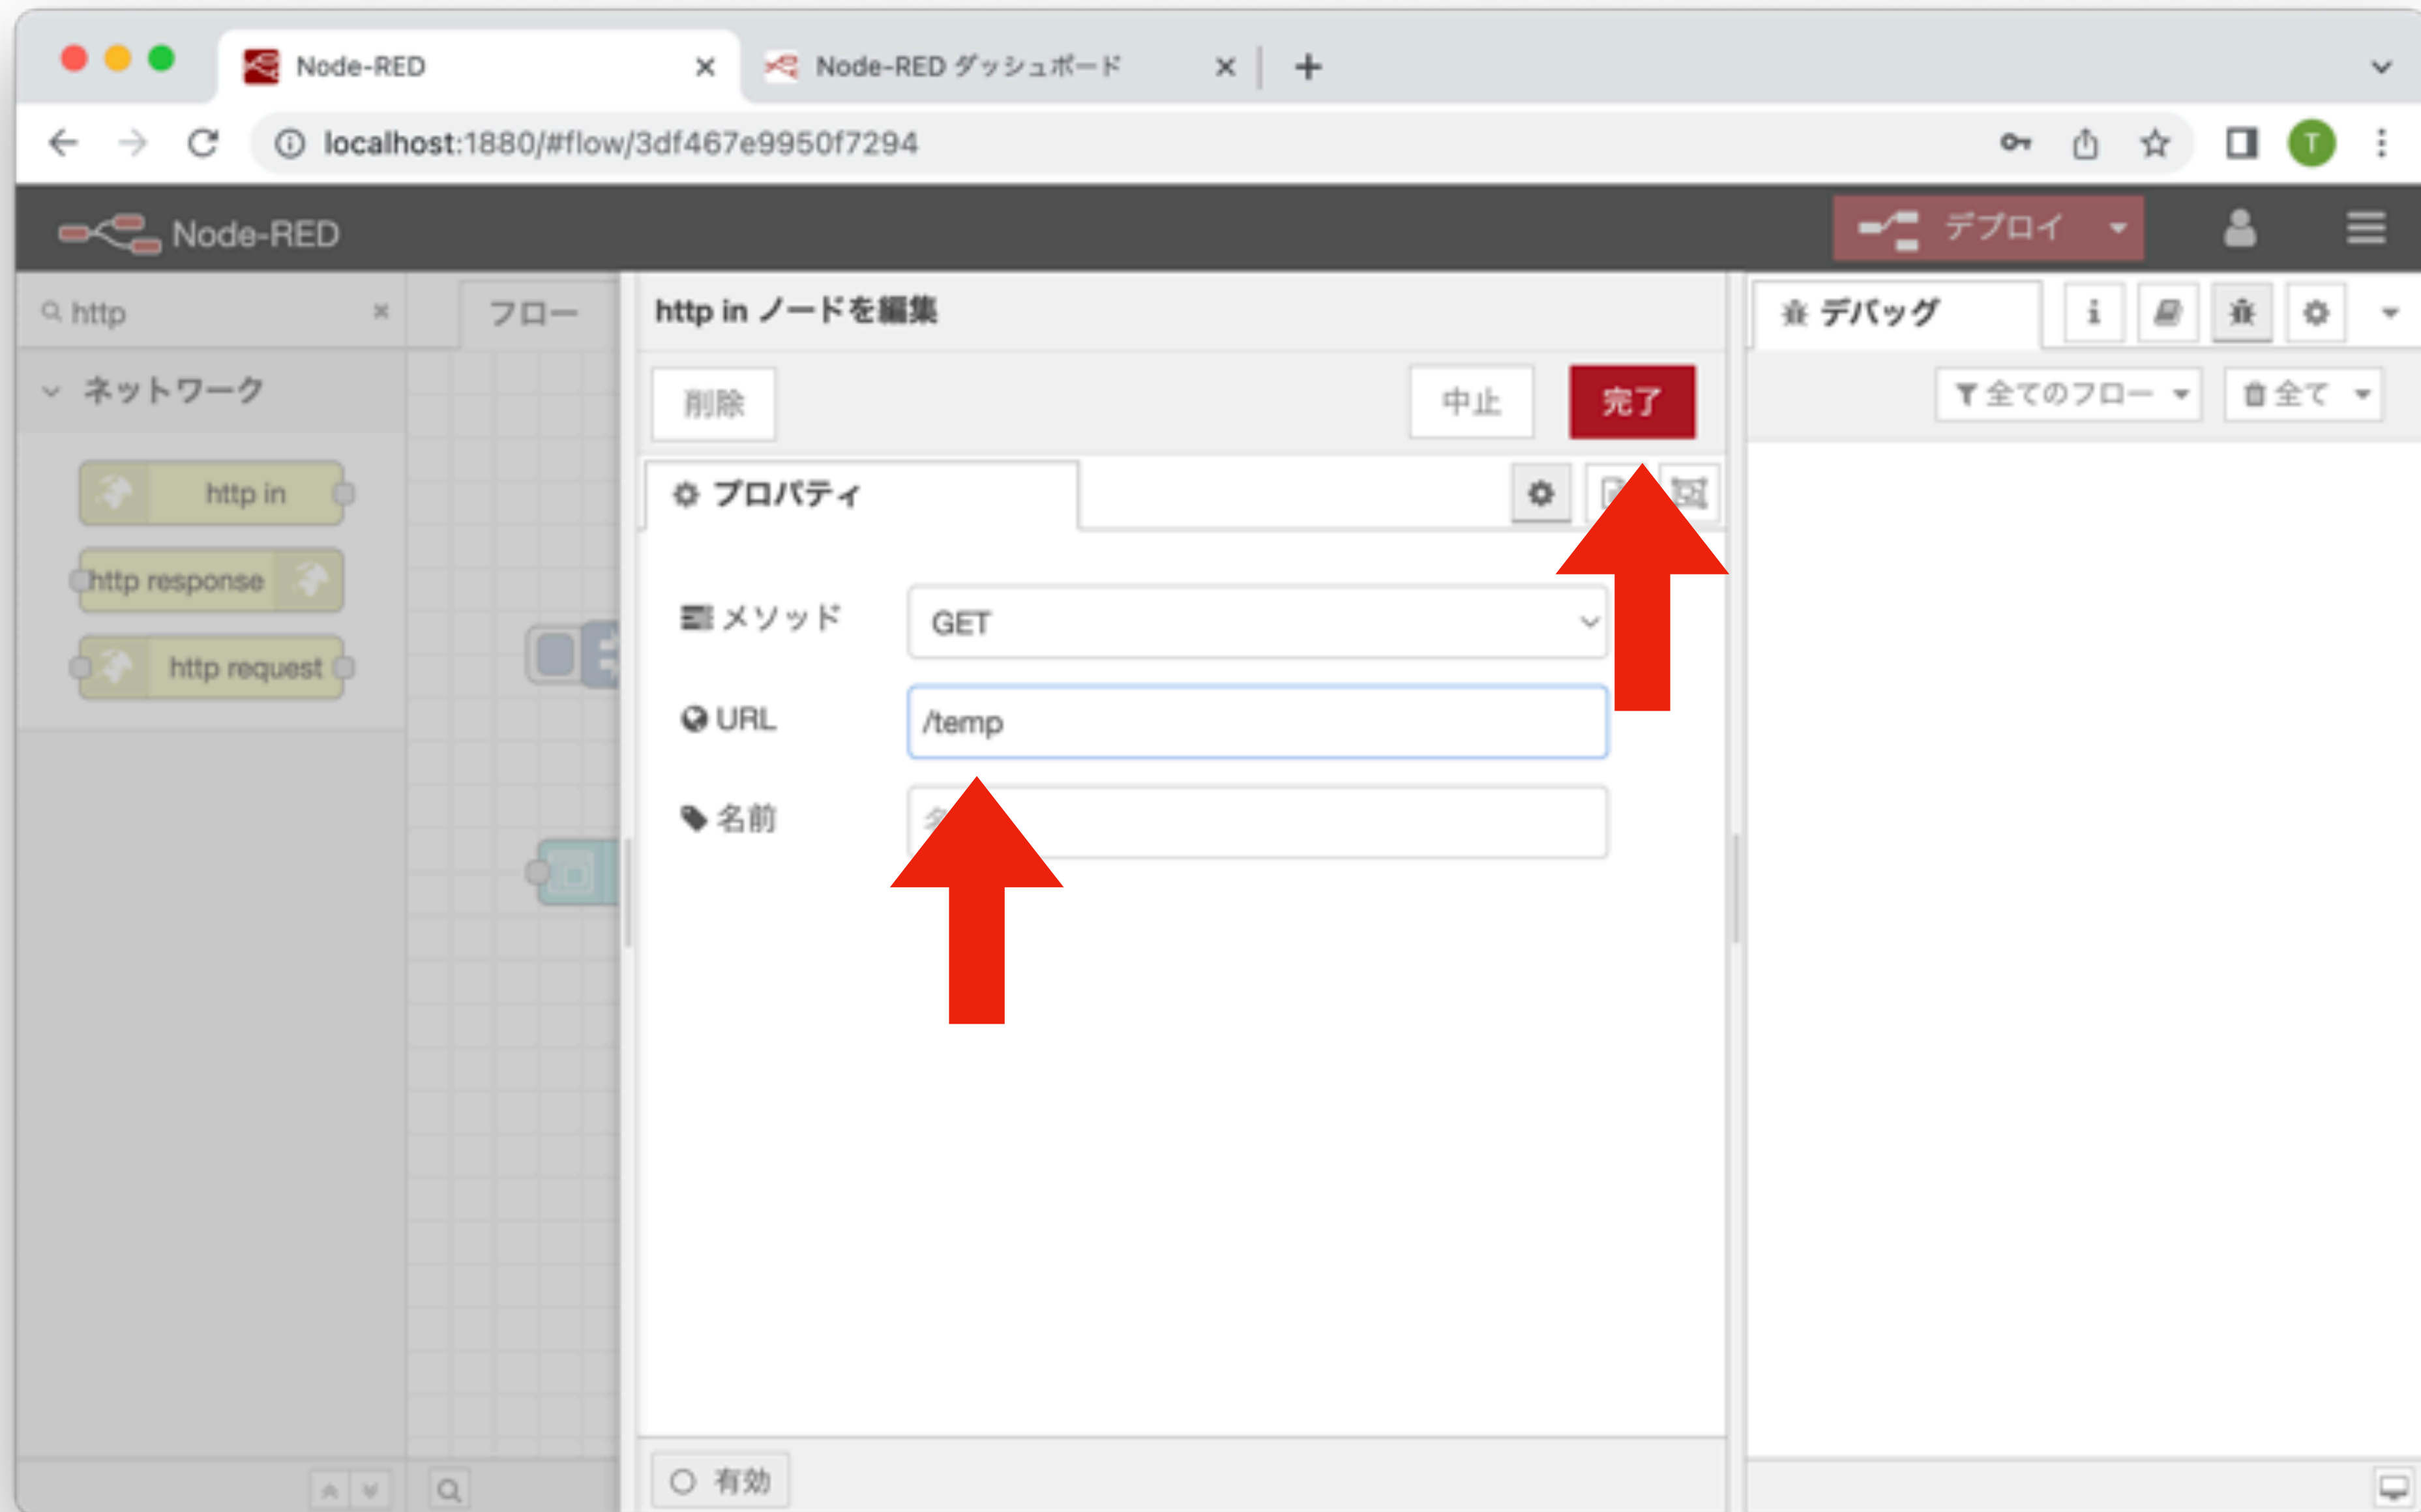 Node-RED
Node-RED ダッシュボード
localhost:1880/#flow/3df467e9950f7294
T
Node-RED
デプロイ
http
フロー
http in ノードを編集
デバッグ
i
ネットワーク
削除
中止
完了
全てのフロー
全て
http in
プロパティ
http response
メソッド
GET
http request
URL
/temp
名前
有効